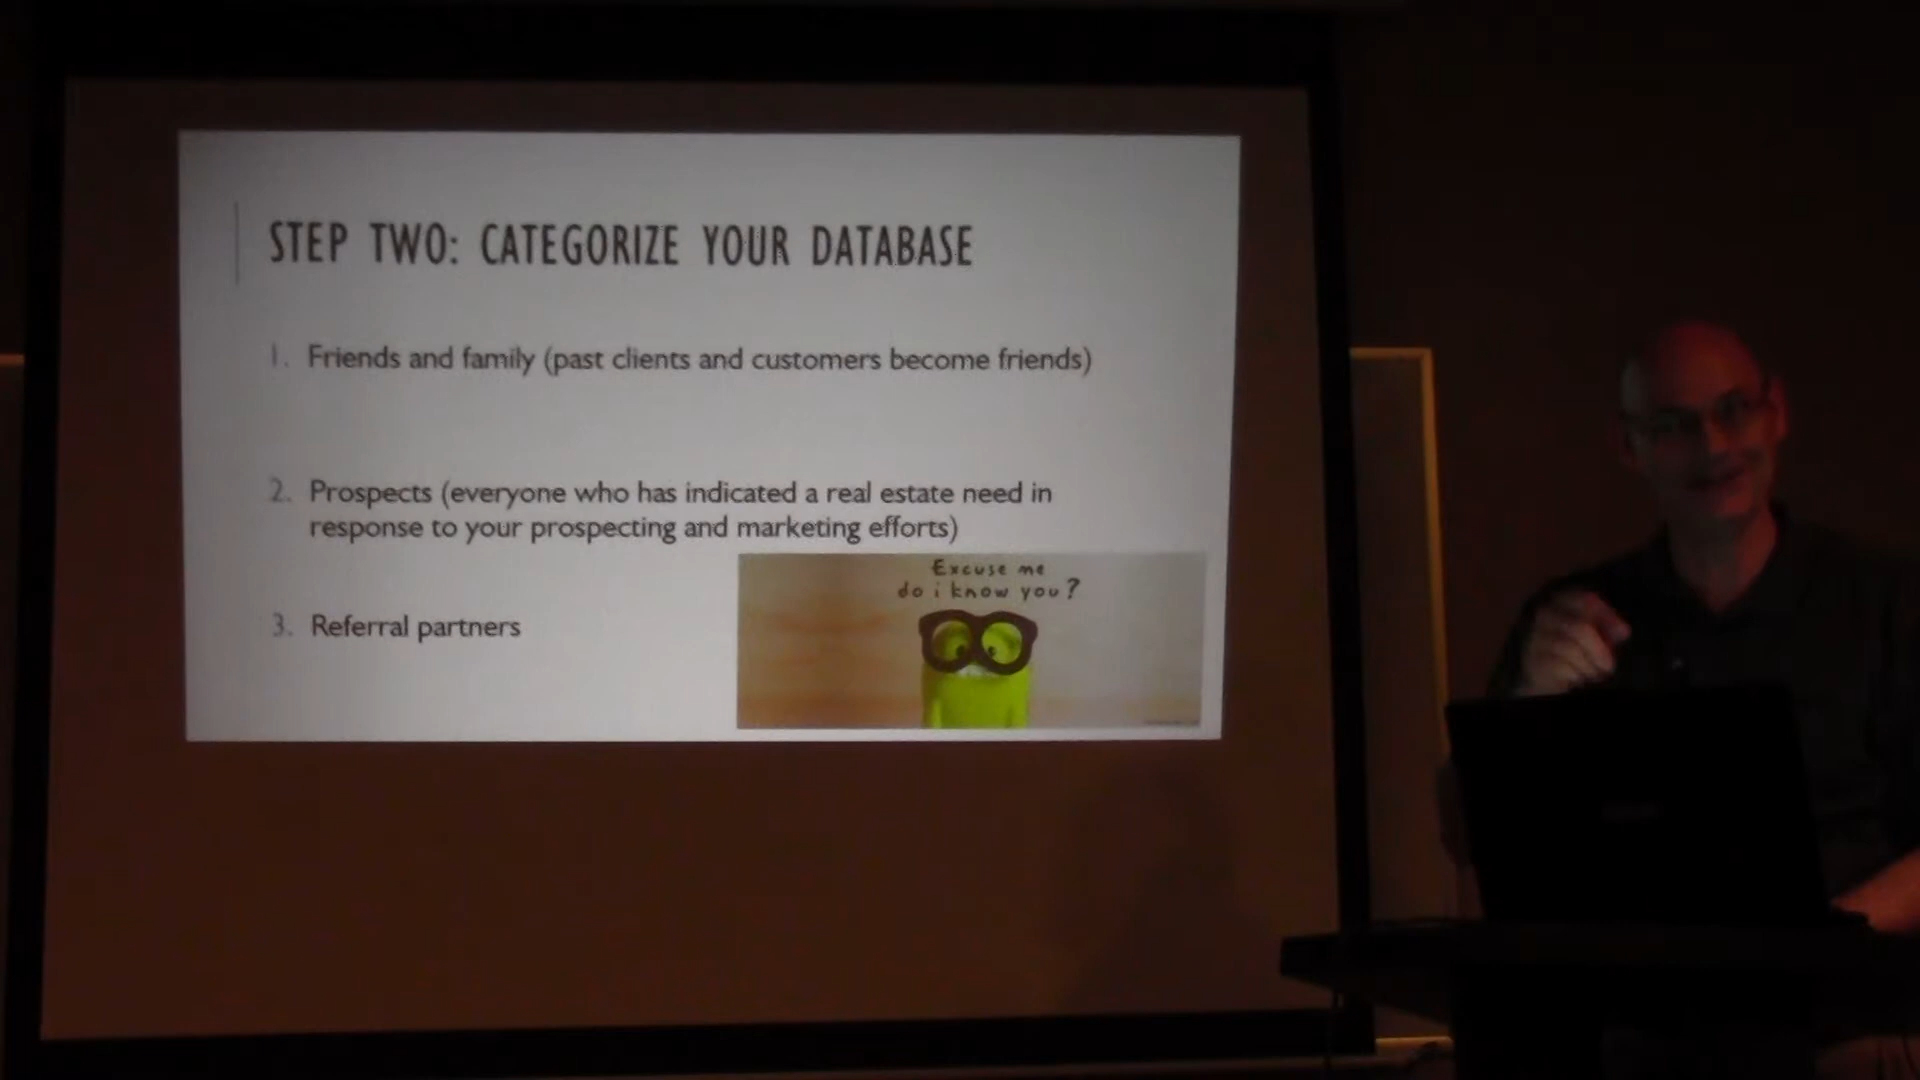 STEP TWO: CATEGORIZE YOUR DATABASE
1. Friends and family (past clients and customers become friends)
2. Prospects (everyone who has indicated a real estate need in
response to your prospecting and marketing efforts)
Excuse me
do i know you?
3. Referral partners